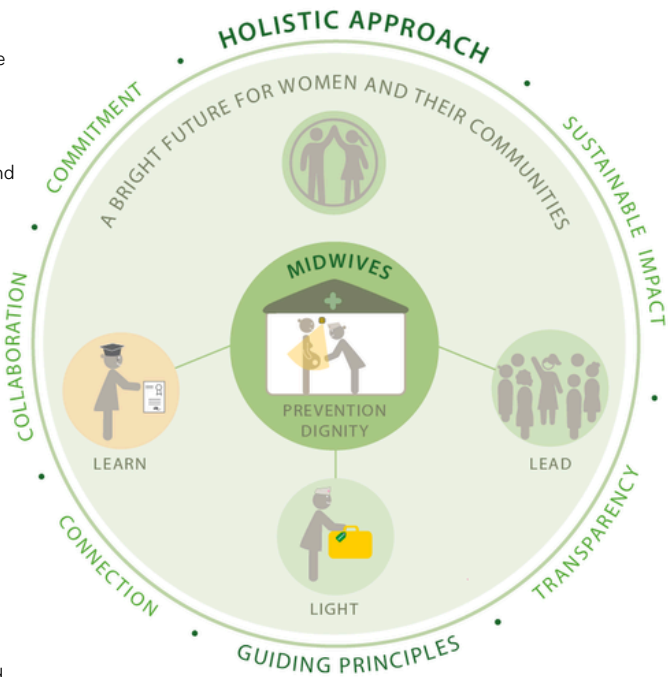 HOLISTIC APPROACH
COMMITMENT
SUSTAINABLE IMPACT
A BRIGHT FUTURE FOR WOMEN AND THEIR COMMUNITIES
COLLABORATION
MIDWIVES
PREVENTION
DIGNITY
LEARN
LEAD
CONNECTION
TRANSPARENCY
LIGHT
GUIDING PRINCIPLES